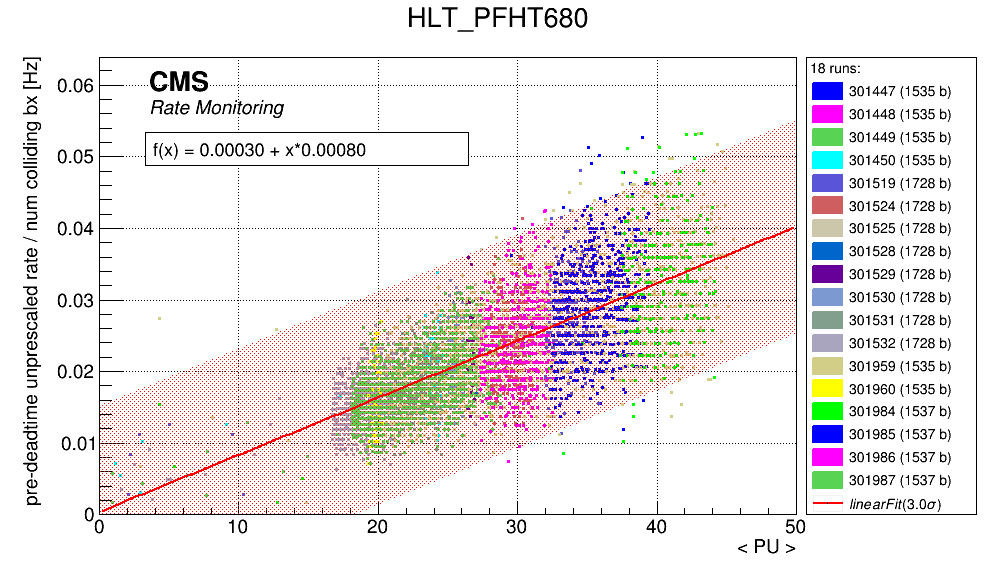 HLT_PFHT680
pre-deadtime unprescaled rate / num colliding bx [Hz]
CMS
Rate Monitoring
f(x) = 0.00030 + x*0.00080
0.06
0.05
0.04
0.03
0.02
0.01
0
0 10 20 30 40 50
< PU >
18 runs:
301447 (1535 b)
301448 (1535 b)
301449 (1535 b)
301450 (1535 b)
301519 (1728 b)
301524 (1728 b)
301525 (1728 b)
301528 (1728 b)
301529 (1728 b)
301530 (1728 b)
301531 (1728 b)
301532 (1728 b)
301959 (1535 b)
301960 (1535 b)
301984 (1537 b)
301985 (1537 b)
301986 (1537 b)
301987 (1537 b)
linearFit(3.0σ)